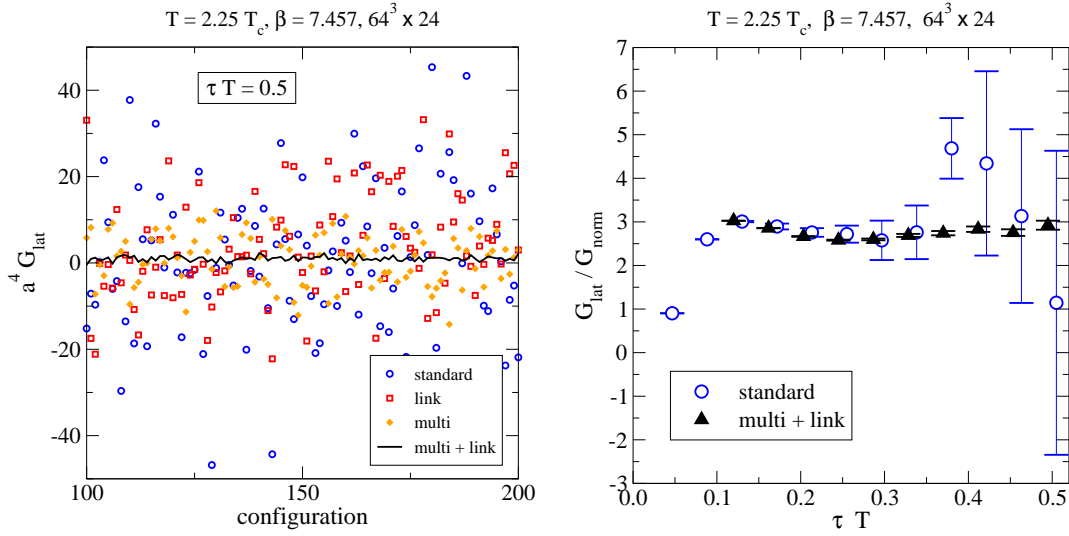 T = 2.25 T_c, β = 7.457, 64^3 x 24
a^4 G_lat
40
20
0
-20
-40
τ T = 0.5
standard
link
multi
multi + link
100
150
200
configuration
T = 2.25 T_c, β = 7.457, 64^3 x 24
G_lat / G_norm
7
6
5
4
3
2
1
0
-1
-2
-3
standard
multi + link
0.0
0.1
0.2
0.3
0.4
0.5
τ T